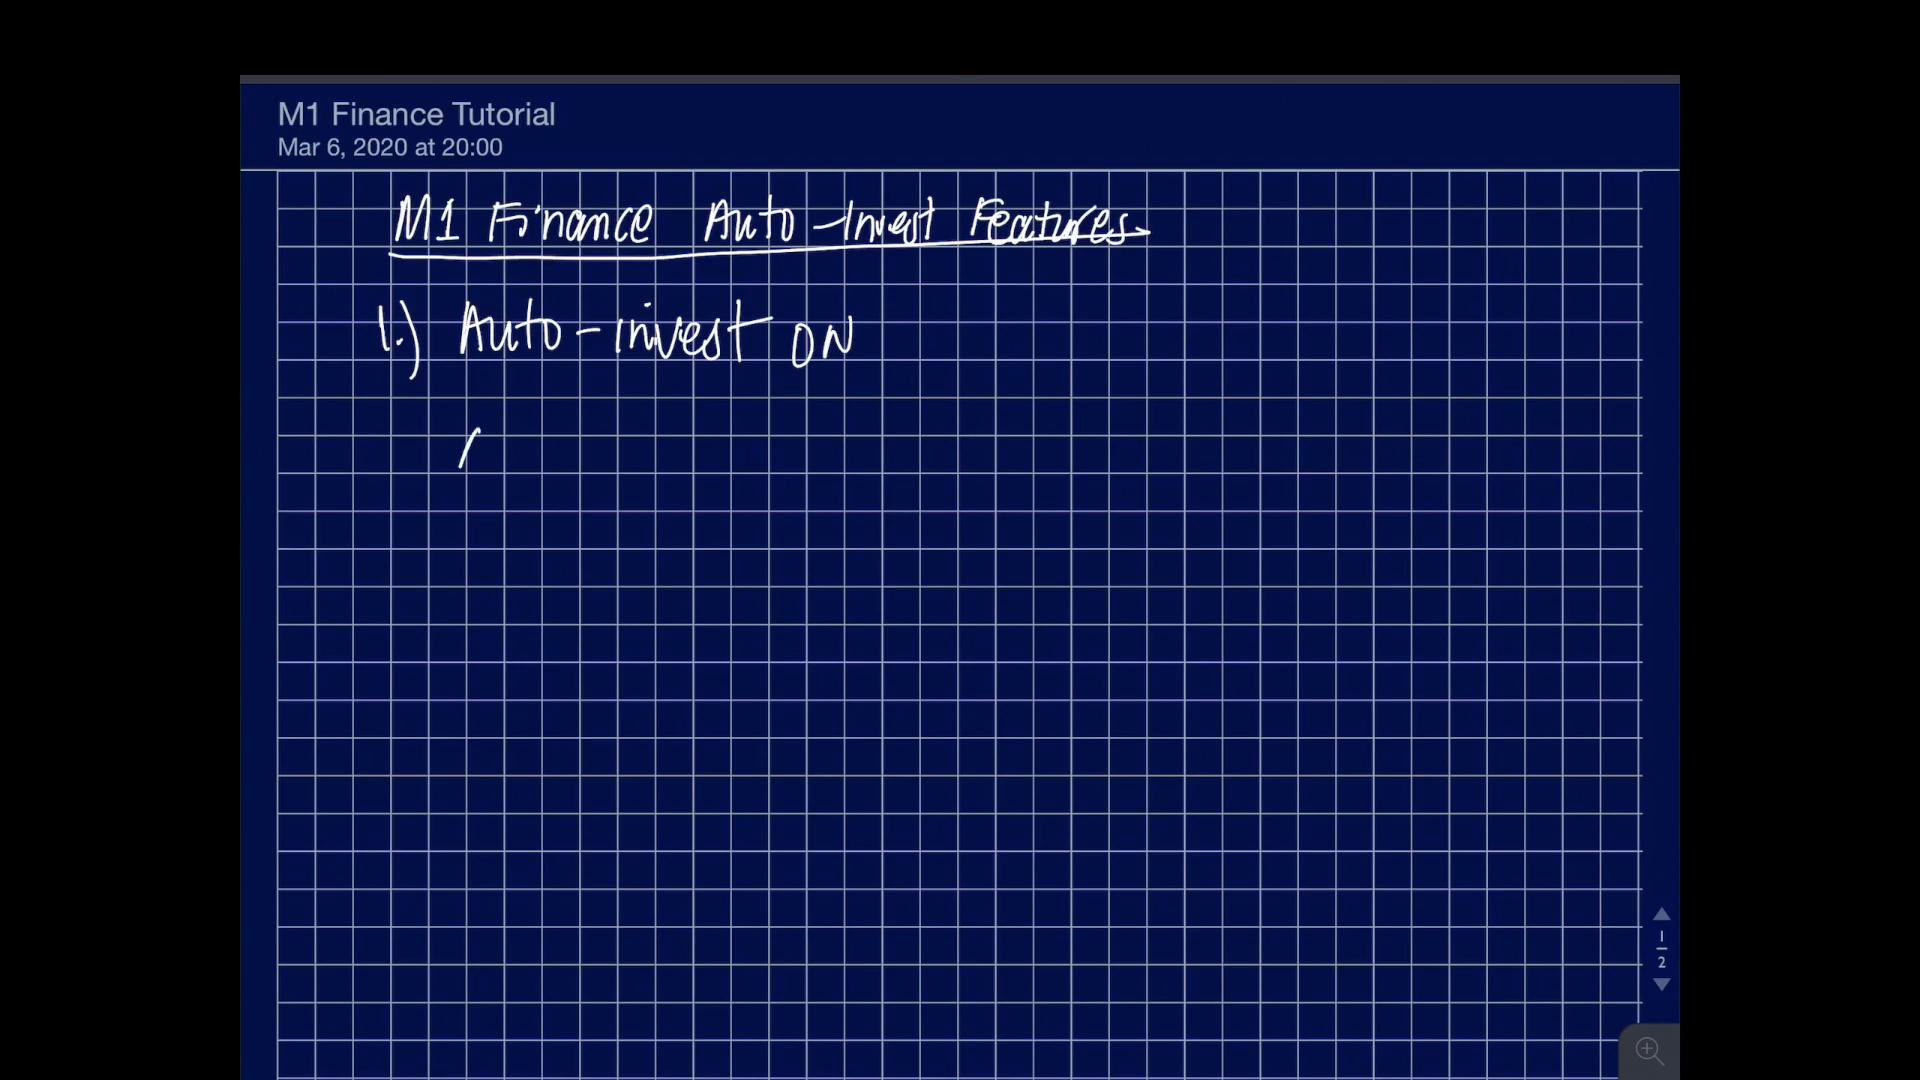 M1 Finance Tutorial
Mar 6, 2020 at 20:00
M1 Finance Auto-Invest Features
1.) Auto-invest ON
1
2